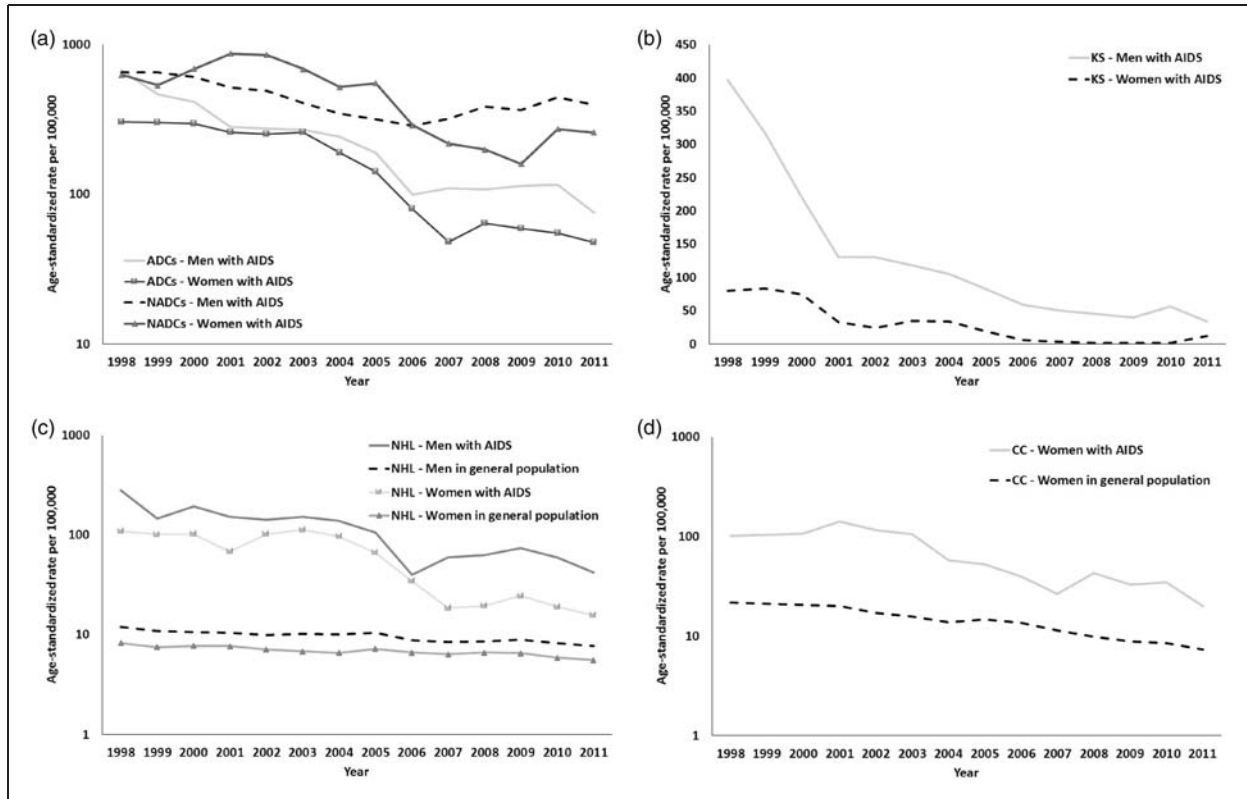 (a)
1000
100
10
Age-standardized rate per 100,000
ADCs - Men with AIDS
ADCs - Women with AIDS
NADCs - Men with AIDS
NADCs - Women with AIDS
1998 1999 2000 2001 2002 2003 2004 2005 2006 2007 2008 2009 2010 2011
Year
(b)
450
400
350
300
250
200
150
100
50
0
Age-standardized rate per 100,000
KS - Men with AIDS
KS - Women with AIDS
1998 1999 2000 2001 2002 2003 2004 2005 2006 2007 2008 2009 2010 2011
Year
(c)
1000
100
10
1
Age-standardized rate per 100,000
NHL - Men with AIDS
NHL - Men in general population
NHL - Women with AIDS
NHL - Women in general population
1998 1999 2000 2001 2002 2003 2004 2005 2006 2007 2008 2009 2010 2011
Year
(d)
1000
100
10
1
Age-standardized rate per 100,000
CC - Women with AIDS
CC - Women in general population
1998 1999 2000 2001 2002 2003 2004 2005 2006 2007 2008 2009 2010 2011
Year